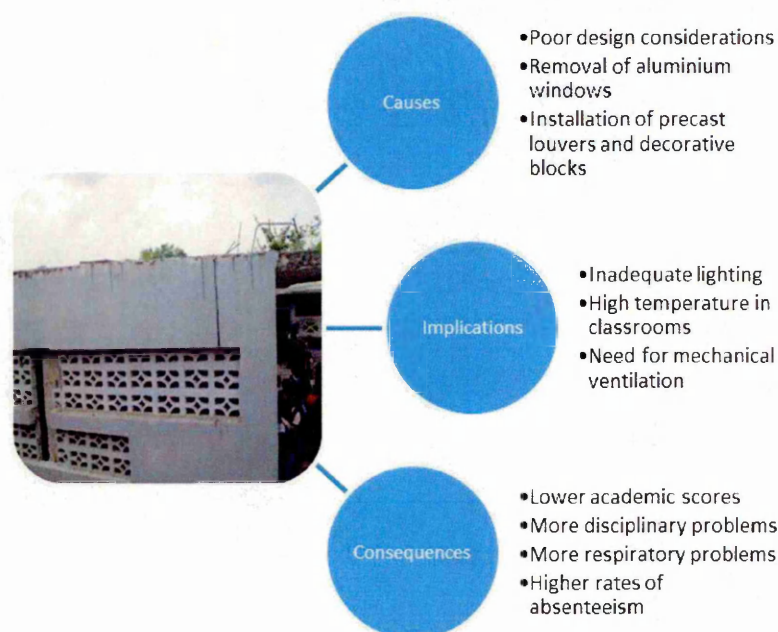 Causes
•Poor design considerations
•Removal of aluminium
windows
•Installation of precast
louvers and decorative
blocks
Implications
•Inadequate lighting
•High temperature in
classrooms
•Need for mechanical
ventilation
Consequences
•Lower academic scores
•More disciplinary problems
•More respiratory problems
•Higher rates of
absenteeism